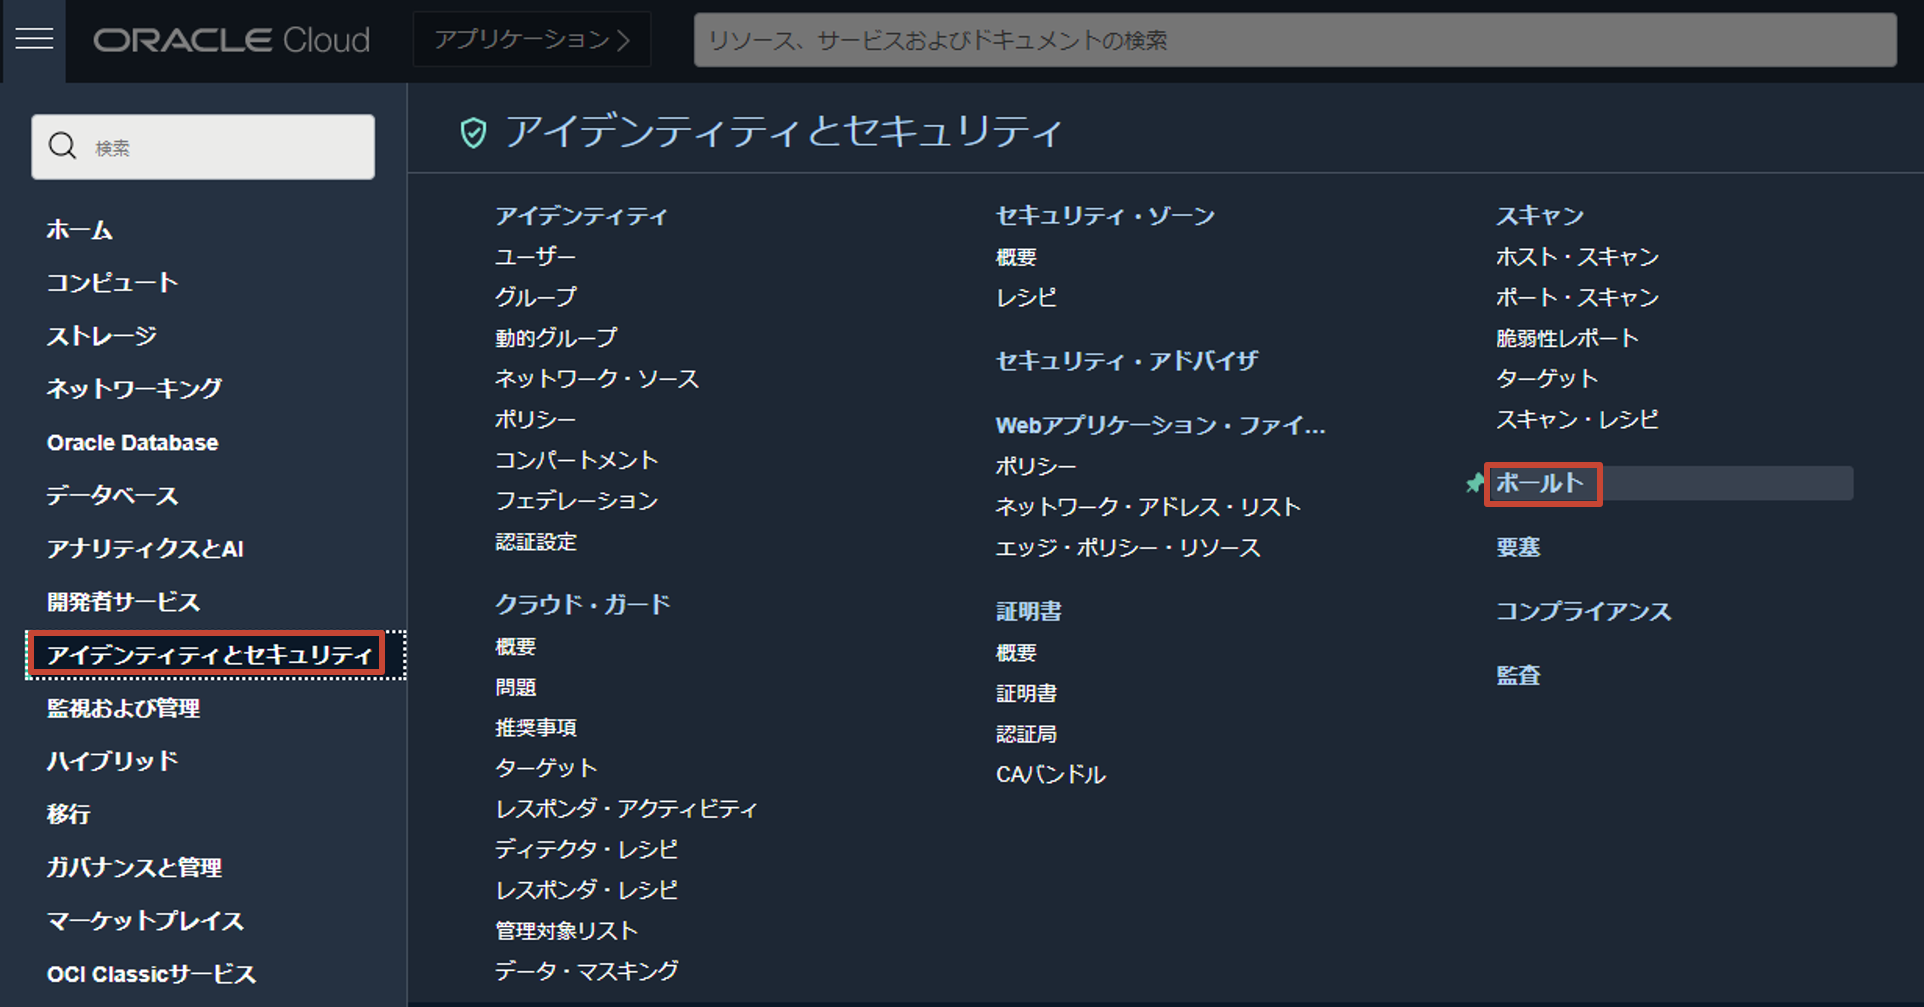 ORACLE Cloud
アプリケーション
リソース、サービスおよびドキュメントの検索
検索
ホーム
コンピュート
ストレージ
ネットワーキング
Oracle Database
データベース
アナリティクスとAI
開発者サービス
アイデンティティとセキュリティ
監視および管理
ハイブリッド
移行
ガバナンスと管理
マーケットプレイス
OCI Classicサービス
アイデンティティとセキュリティ
アイデンティティ
ユーザー
グループ
動的グループ
ネットワーク・ソース
ポリシー
コンパートメント
フェデレーション
認証設定
クラウド・ガード
概要
問題
推奨事項
ターゲット
レスポンダ・アクティビティ
ディテクタ・レシピ
レスポンダ・レシピ
管理対象リスト
データ・マスキング
セキュリティ・ゾーン
概要
レシピ
セキュリティ・アドバイザ
Webアプリケーション・ファイ...
ポリシー
ネットワーク・アドレス・リスト
エッジ・ポリシー・リソース
証明書
概要
証明書
認証局
CAバンドル
スキャン
ホスト・スキャン
ポート・スキャン
脆弱性レポート
ターゲット
スキャン・レシピ
ボールト
要塞
コンプライアンス
監査